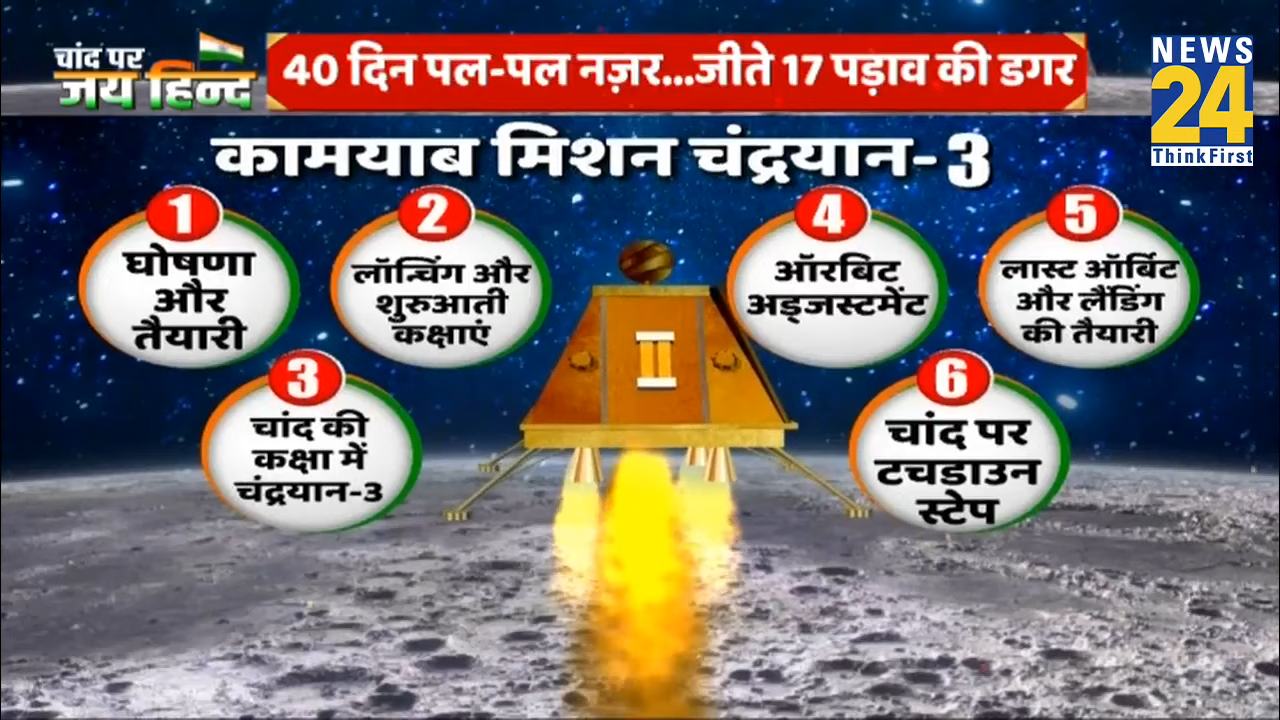 चांद पर
जय हिन्द
40 दिन पल-पल नज़र...जीते 17 पड़ाव की डगर
NEWS
24
ThinkFirst
कामयाब मिशन चंद्रयान-3
1
घोषणा
और
तैयारी
2
लॉन्चिंग और
शुरुआती
कक्षाएं
3
चांद की
कक्षा में
चंद्रयान-3
4
ऑरबिट
अड्जस्टमेंट
5
लास्ट ऑर्बिट
और लैंडिंग
की तैयारी
6
चांद पर
टचडाउन
स्टेप